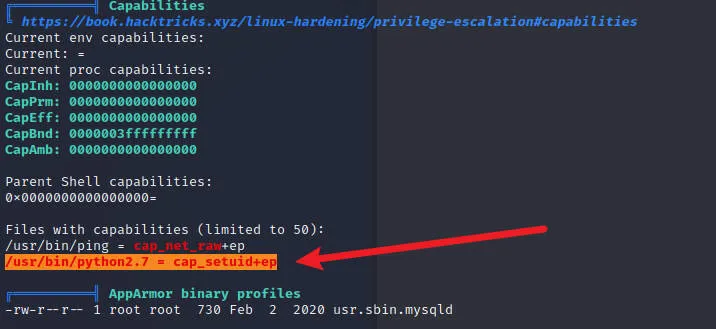 ╔══════════╣ Capabilities
╚ https://book.hacktricks.xyz/linux-hardening/privilege-escalation#capabilities
Current env capabilities:
Current: =
Current proc capabilities:
CapInh: 0000000000000000
CapPrm: 0000000000000000
CapEff: 0000000000000000
CapBnd: 0000003fffffffff
CapAmb: 0000000000000000
Parent Shell capabilities:
0×0000000000000000=
Files with capabilities (limited to 50):
/usr/bin/ping = cap_net_raw+ep
/usr/bin/python2.7 = cap_setuid+ep
╔══════════╣ AppArmor binary profiles
-rw-r--r-- 1 root root  730 Feb  2  2020 usr.sbin.mysqld